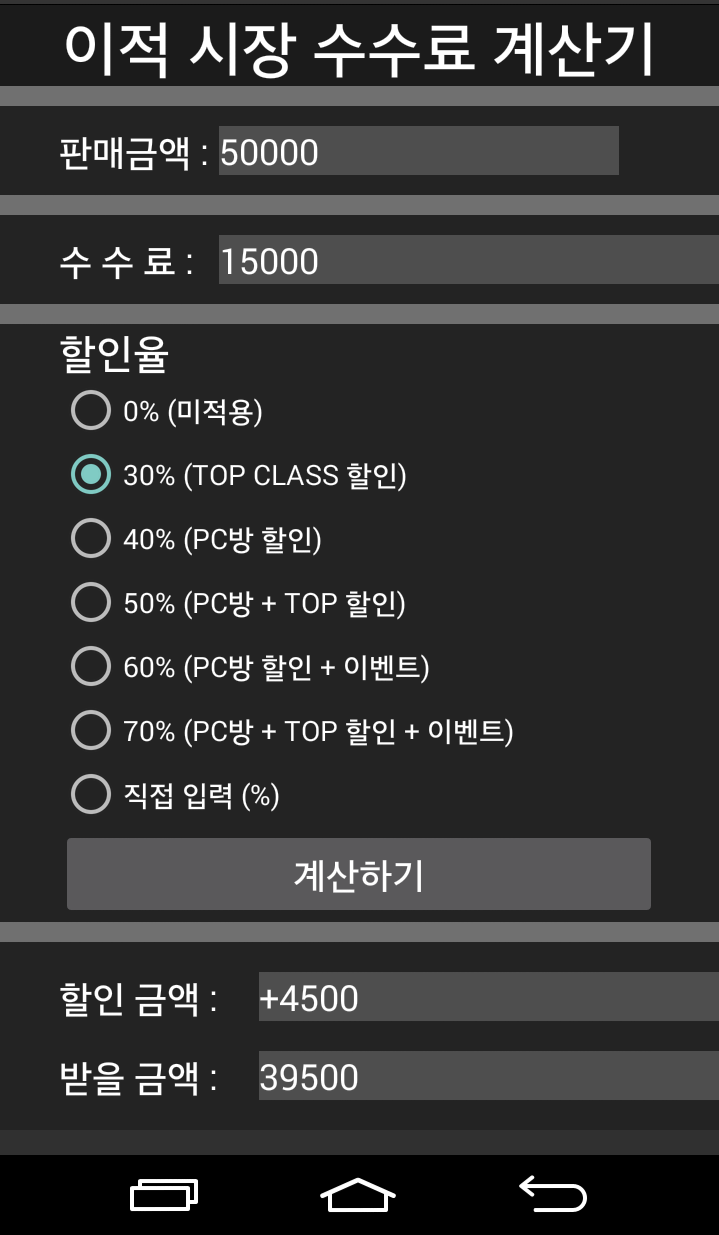 이적 시장 수수료 계산기
판매금액 : 50000
수 수 료 : 15000
할인율
0% (미적용)
30% (TOP CLASS 할인)
40% (PC방 할인)
50% (PC방 + TOP 할인)
60% (PC방 할인 + 이벤트)
70% (PC방 + TOP 할인 + 이벤트)
직접 입력 (%)
계산하기
할인 금액 : +4500
받을 금액 : 39500